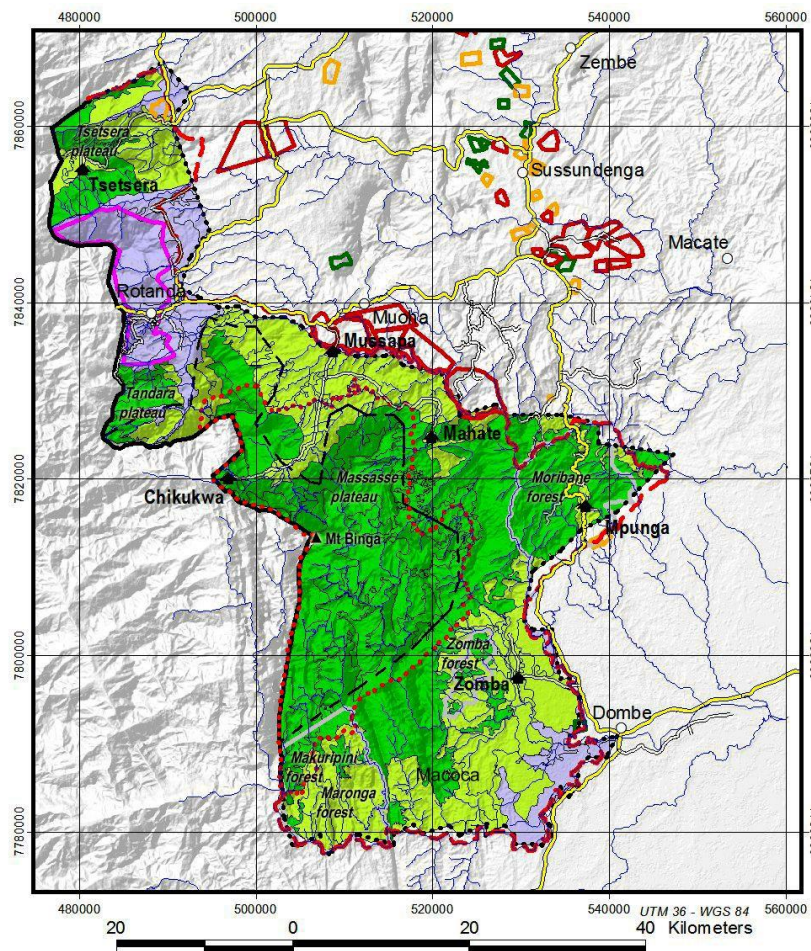 480000 500000 520000 540000 560000
Zembe
7860000
Tsetsera
plateau
Tsetsera
Sussundenga
Macate
7840000
Rotanda
Muoha
Mussapa
Tandara
plateau
Mahate
7820000
Chikukwa
Massasse
plateau
Moribane
forest
Mpunga
Mt Binga
7800000
Zomba
forest
Zomba
Dombe
Makuripini
forest
Macoca
Maronga
forest
7780000
480000 500000 520000 540000 560000
UTM 36 - WGS 84
20 0 20 40 Kilometers